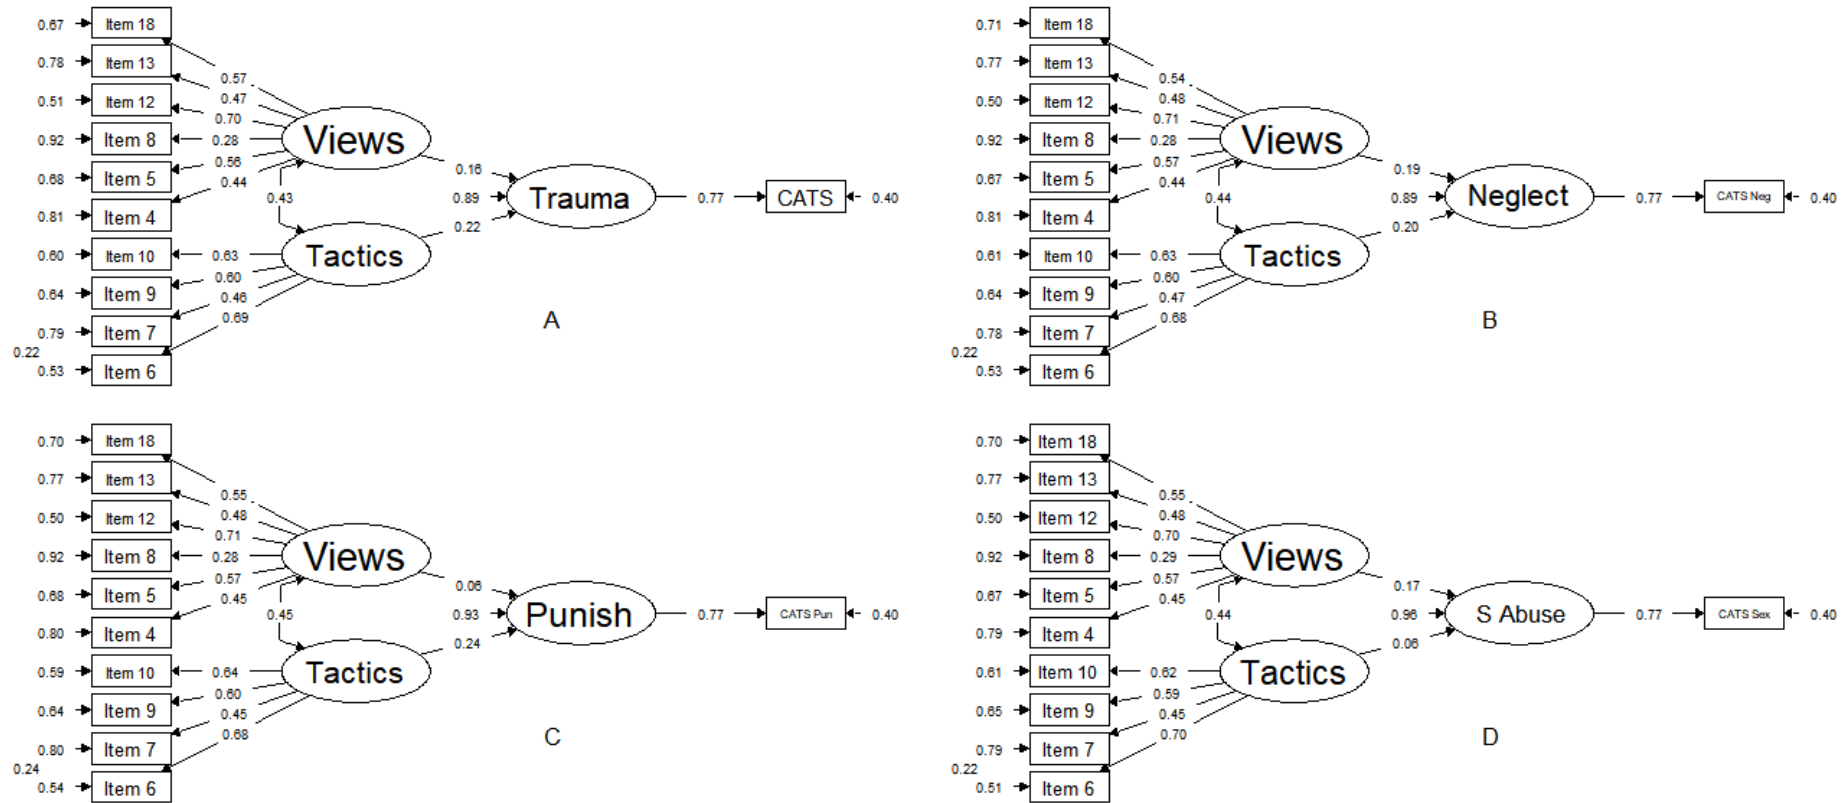 0.67 Item 18
0.78 Item 13
0.57
0.47
0.51 Item 12
0.70
0.92 Item 8 0.28 Views
0.56
0.68 Item 5
0.44
0.16
0.81 Item 4
0.43
0.89 Trauma 0.77 CATS 0.40
0.22
0.60 Item 10 0.63 Tactics
0.60
0.64 Item 9
0.46
0.69
0.79 Item 7
0.22
0.53 Item 6
A
0.71 Item 18
0.77 Item 13
0.54
0.48
0.50 Item 12
0.71
0.92 Item 8 0.28 Views
0.57
0.67 Item 5
0.44
0.19
0.81 Item 4
0.44
0.89 Neglect 0.77 CATS Neg 0.40
0.20
0.61 Item 10 0.63 Tactics
0.60
0.64 Item 9
0.47
0.68
0.78 Item 7
0.22
0.53 Item 6
B
0.70 Item 18
0.77 Item 13
0.55
0.48
0.50 Item 12
0.71
0.92 Item 8 0.28 Views
0.57
0.68 Item 5
0.45
0.06
0.80 Item 4
0.45
0.93 Punish 0.77 CATS Pun 0.40
0.24
0.59 Item 10 0.64 Tactics
0.60
0.64 Item 9
0.45
0.68
0.80 Item 7
0.24
0.54 Item 6
C
0.70 Item 18
0.77 Item 13
0.55
0.48
0.50 Item 12
0.70
0.92 Item 8 0.29 Views
0.57
0.67 Item 5
0.45
0.17
0.79 Item 4
0.44
0.96 S Abuse 0.77 CATS Sex 0.40
0.06
0.61 Item 10 0.62 Tactics
0.59
0.65 Item 9
0.45
0.70
0.79 Item 7
0.22
0.51 Item 6
D